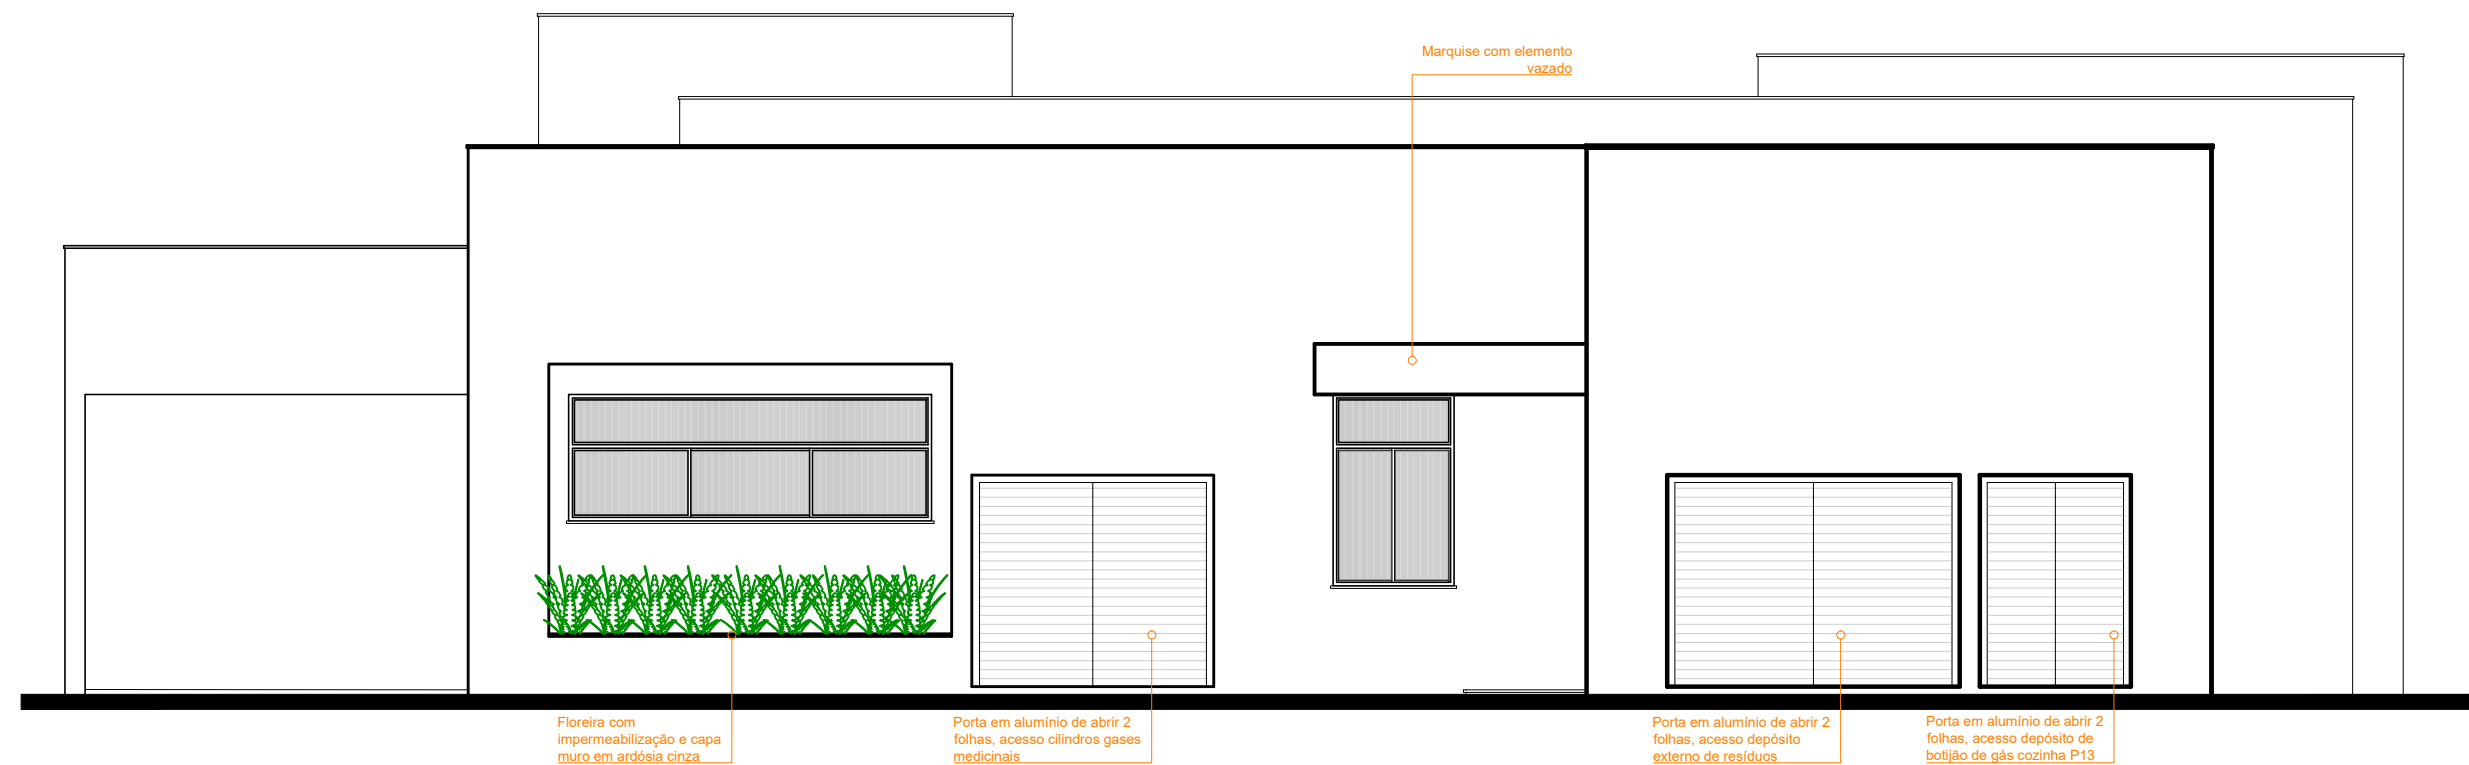 Marquise com elemento
vazado
Floreira com
impermeabilização e capa
muro em ardósia cinza
Porta em alumínio de abrir 2
folhas, acesso cilindros gases
medicinais
Porta em alumínio de abrir 2
folhas, acesso depósito
externo de resíduos
Porta em alumínio de abrir 2
folhas, acesso depósito de
botijão de gás cozinha P13